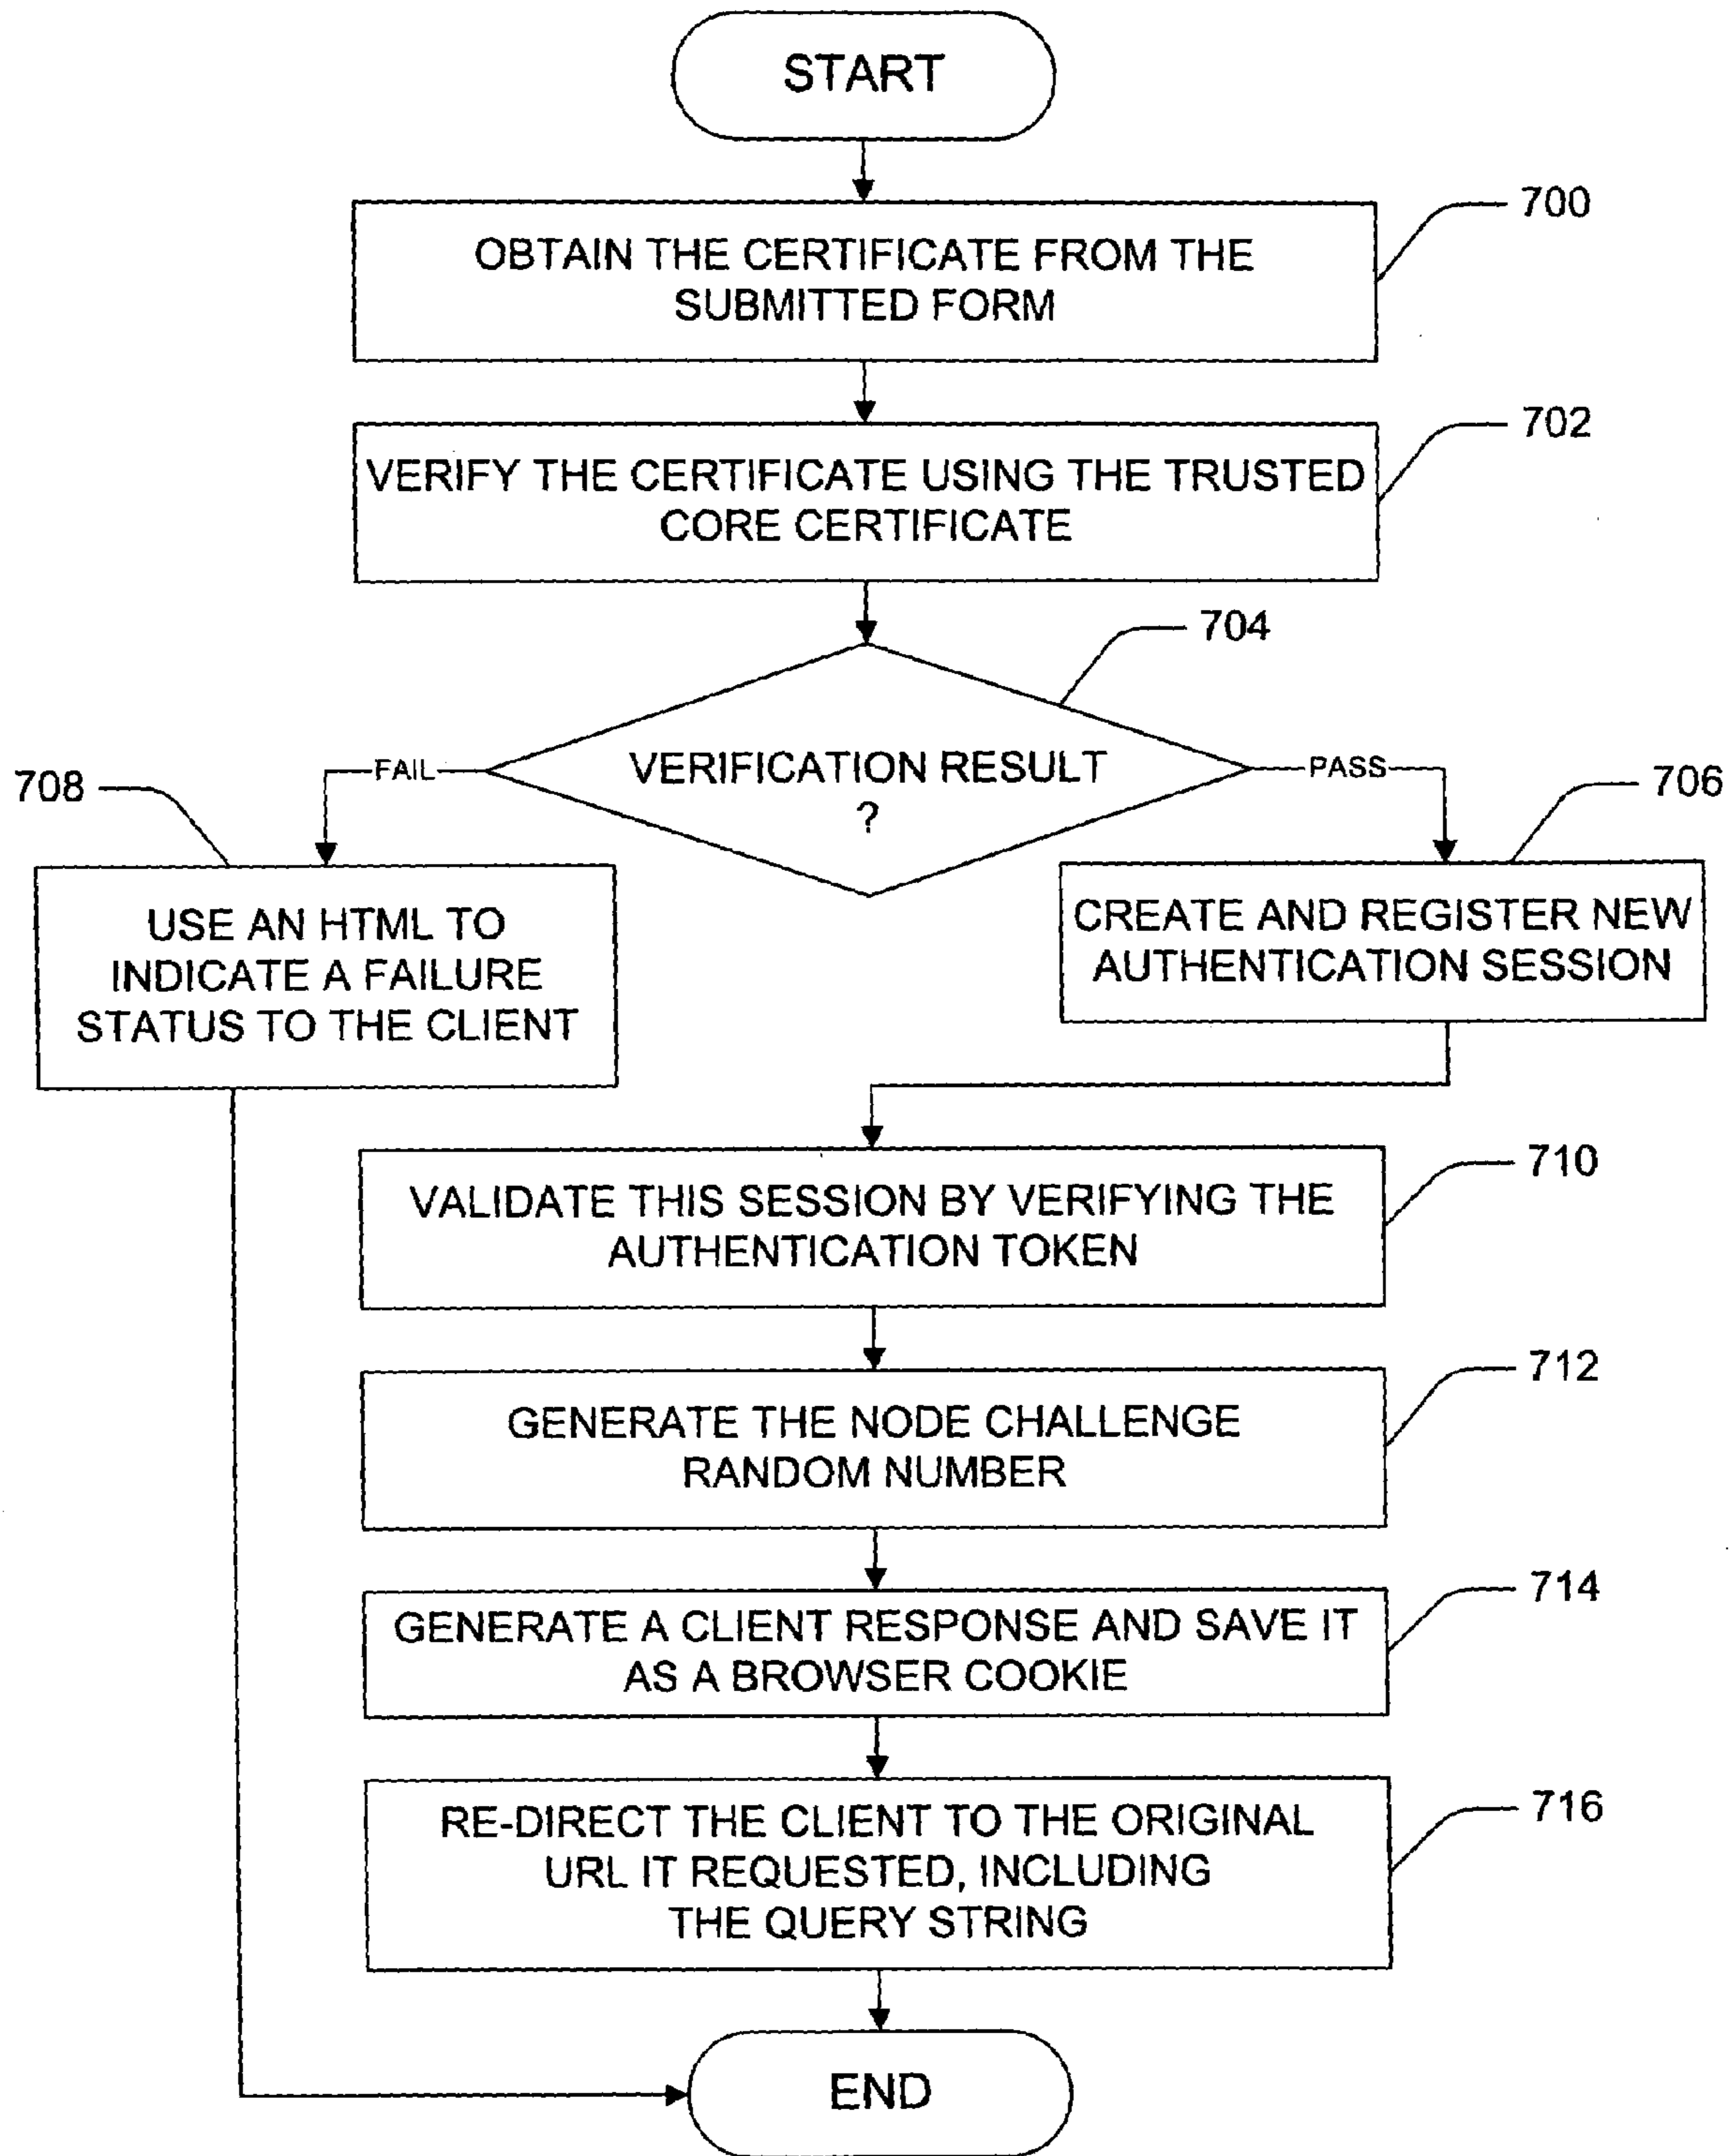 START
700
OBTAIN THE CERTIFICATE FROM THE
SUBMITTED FORM
702
VERIFY THE CERTIFICATE USING THE TRUSTED
CORE CERTIFICATE
704
VERIFICATION RESULT
?
FAIL
PASS
708
706
USE AN HTML TO
INDICATE A FAILURE
STATUS TO THE CLIENT
CREATE AND REGISTER NEW
AUTHENTICATION SESSION
710
VALIDATE THIS SESSION BY VERIFYING THE
AUTHENTICATION TOKEN
712
GENERATE THE NODE CHALLENGE
RANDOM NUMBER
714
GENERATE A CLIENT RESPONSE AND SAVE IT
AS A BROWSER COOKIE
716
RE-DIRECT THE CLIENT TO THE ORIGINAL
URL IT REQUESTED, INCLUDING
THE QUERY STRING
END